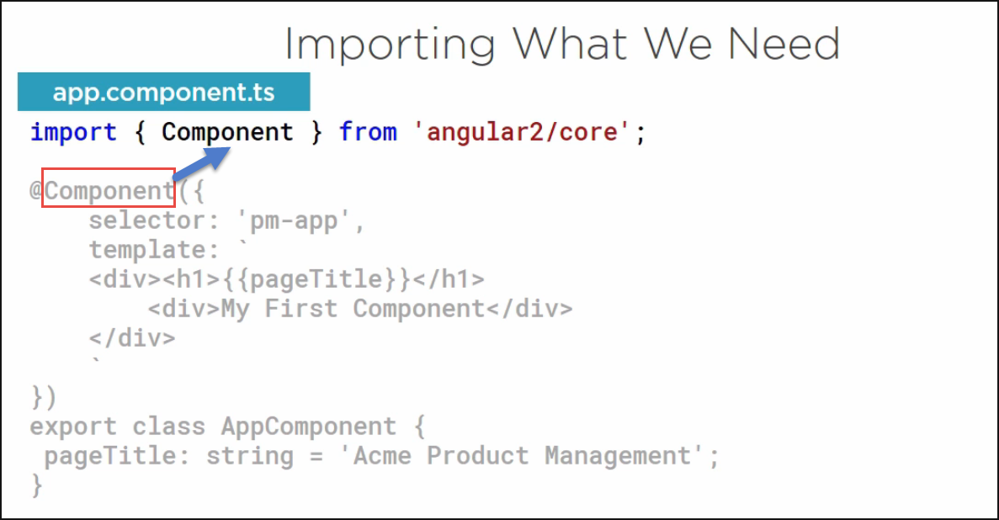 Importing What We Need
app.component.ts
import { Component } from 'angular2/core';
@Component({
    selector: 'pm-app',
    template: `
    <div><h1>{{pageTitle}}</h1>
        <div>My First Component</div>
    </div>
    `
})
export class AppComponent {
 pageTitle: string = 'Acme Product Management';
}